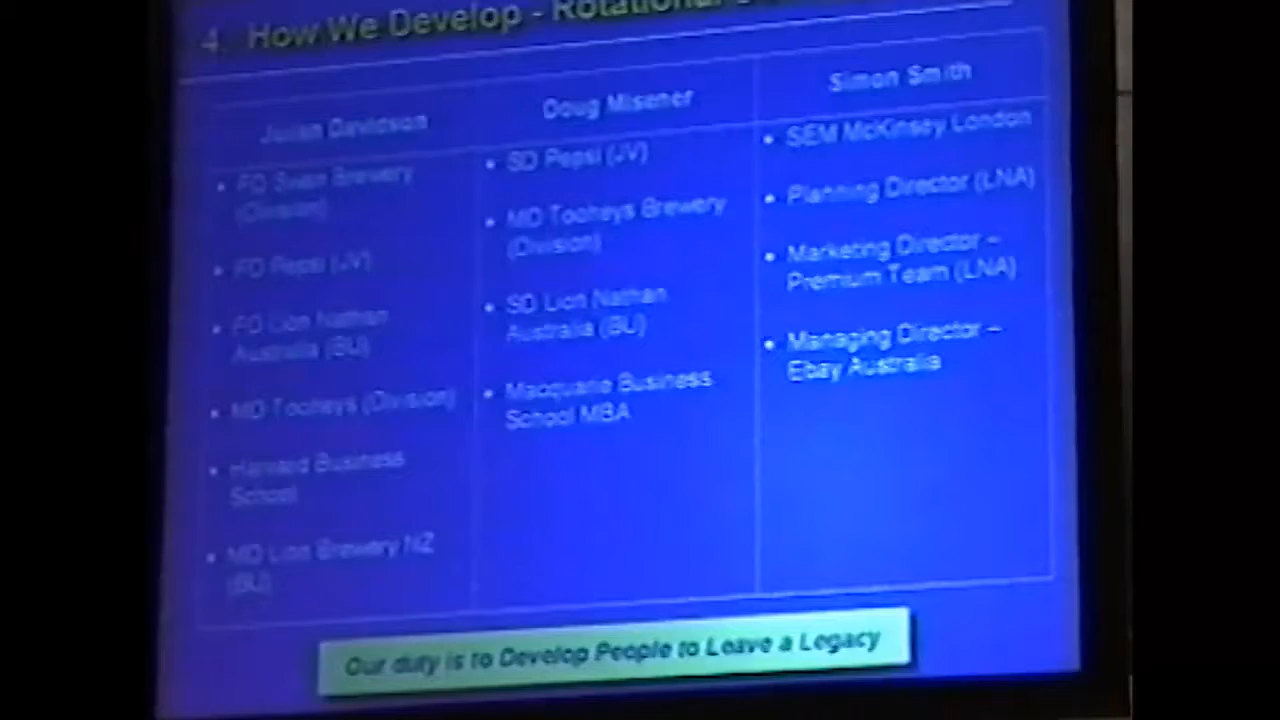 4. How We Develop - Rotational
Julian Davidson
• FD Swan Brewery
(Division)
• FD Pepsi (JV)
• FD Lion Nathan
Australia (BU)
• MD Tooheys (Division)
• Harvard Business
School
• MD Lion Brewery NZ
(BU)
Doug Misener
• SD Pepsi (JV)
• MD Tooheys Brewery
(Division)
• SD Lion Nathan
Australia (BU)
• Macquarie Business
School MBA
Simon Smith
• SEM McKinsey London
• Planning Director (LNA)
• Marketing Director –
Premium Team (LNA)
• Managing Director –
Ebay Australia
Our duty is to Develop People to Leave a Legacy